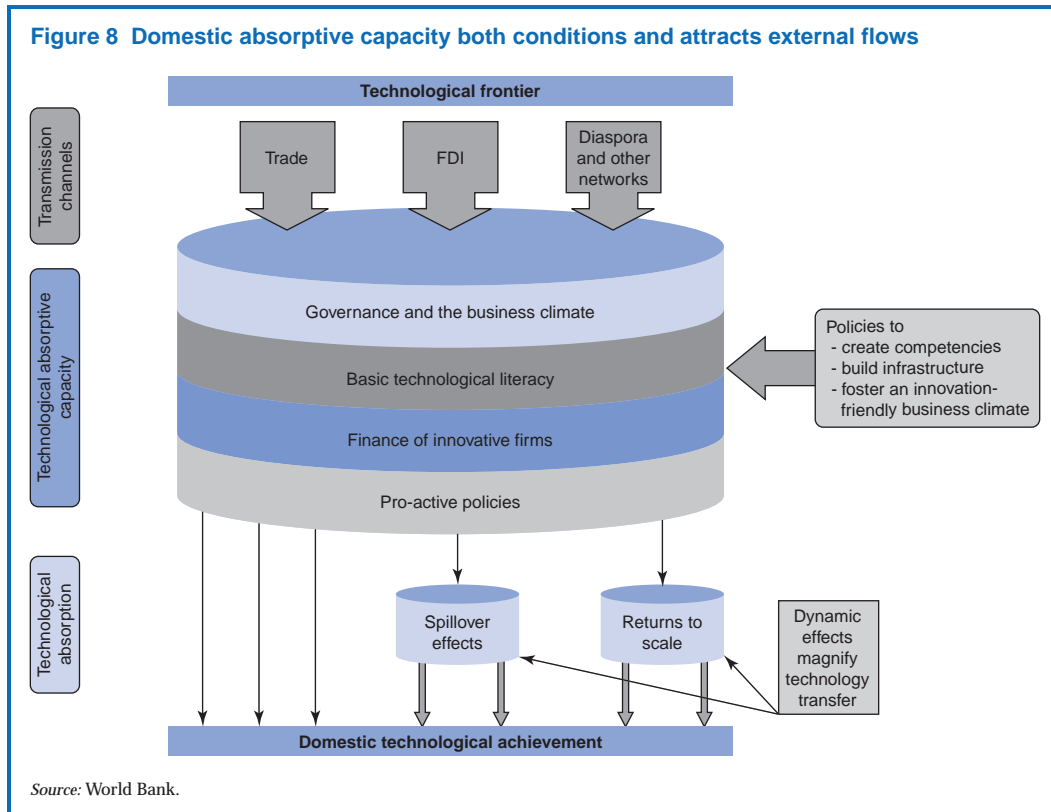 Figure 8 Domestic absorptive capacity both conditions and attracts external flows
Technological frontier
Transmission
channels
Trade
FDI
Diaspora
and other
networks
Technological absorptive
capacity
Governance and the business climate
Basic technological literacy
Finance of innovative firms
Pro-active policies
Policies to
- create competencies
- build infrastructure
- foster an innovation-
friendly business climate
Technological
absorption
Spillover
effects
Returns to
scale
Dynamic
effects
magnify
technology
transfer
Domestic technological achievement
Source: World Bank.